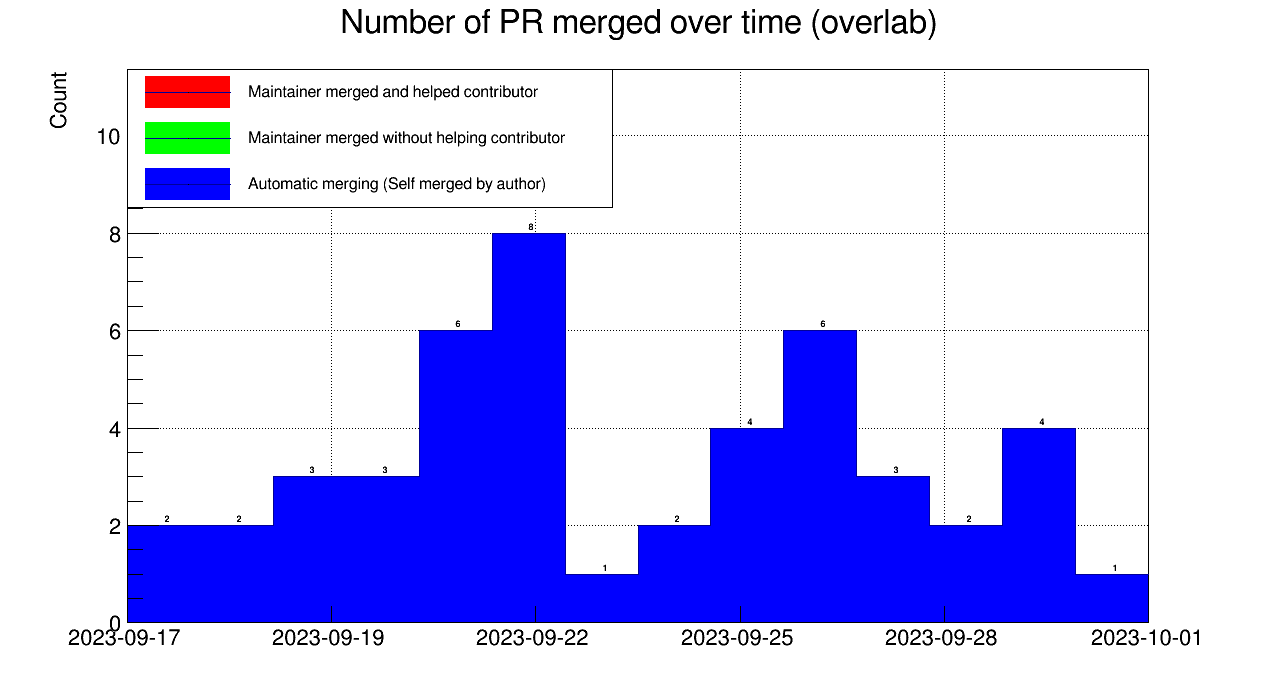 Number of PR merged over time (overlab)
Count
Maintainer merged and helped contributor
Maintainer merged without helping contributor
Automatic merging (Self merged by author)
10
8
6
4
2
0
2 2 3 3 6 8 1 2 4 6 3 2 4 1
2023-09-17 2023-09-19 2023-09-22 2023-09-25 2023-09-28 2023-10-01